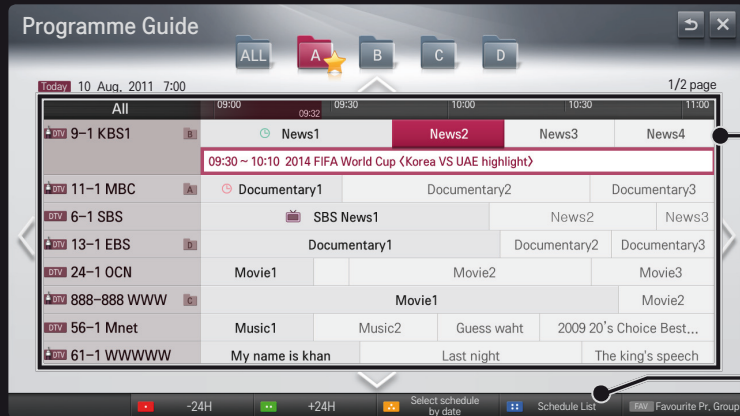 Programme Guide
ALL A B C D
Today 10 Aug, 2011 7:00 1/2 page
All 09:00 09:32 09:30 10:00 10:30 11:00
DTV 9-1 KBS1 B News1 News2 News3 News4
09:30 ~ 10:10 2014 FIFA World Cup <Korea VS UAE highlight>
DTV 11-1 MBC A Documentary1 Documentary2 Documentary3
DTV 6-1 SBS SBS News1 News2 News3
DTV 13-1 EBS D Documentary1 Documentary2 Documentary3
DTV 24-1 OCN Movie1 Movie2 Movie3
DTV 888-888 WWW C Movie1 Movie2
DTV 56-1 Mnet Music1 Music2 Guess waht 2009 20's Choice Best...
DTV 61-1 WWWWW My name is khan Last night The king's speech
-24H +24H Select schedule by date Schedule List FAV Favourite Pr, Group